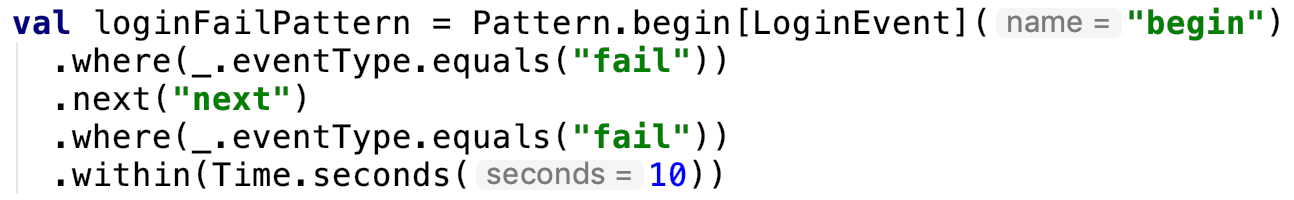 val loginFailPattern = Pattern.begin[LoginEvent]( name = "begin")
  .where(_.eventType.equals("fail"))
  .next("next")
  .where(_.eventType.equals("fail"))
  .within(Time.seconds( seconds = 10))